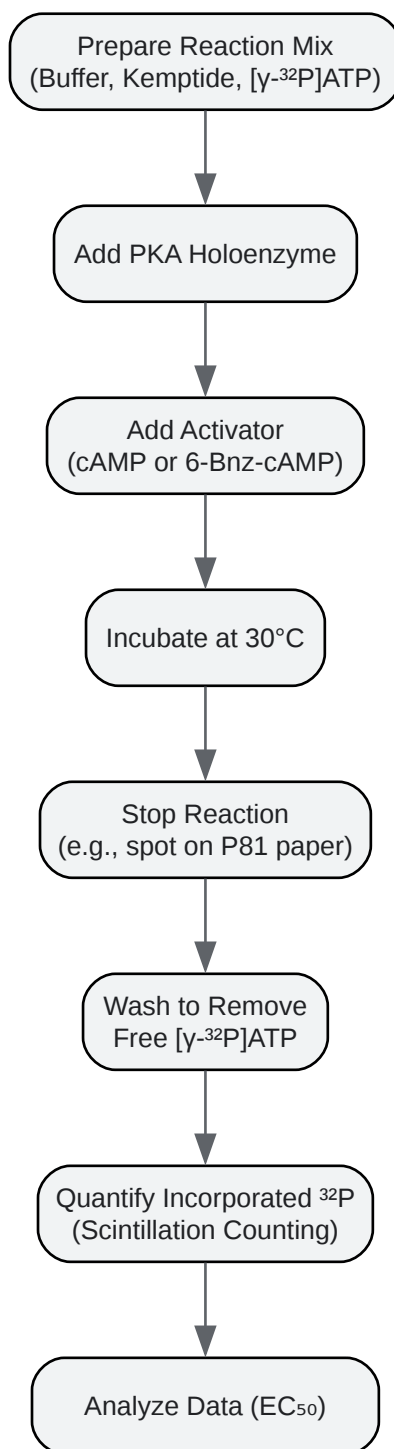 Prepare Reaction Mix
(Buffer, Kemptide, [γ-³²P]ATP)
Add PKA Holoenzyme
Add Activator
(cAMP or 6-Bnz-cAMP)
Incubate at 30°C
Stop Reaction
(e.g., spot on P81 paper)
Wash to Remove
Free [γ-³²P]ATP
Quantify Incorporated ³²P
(Scintillation Counting)
Analyze Data (EC₅₀)